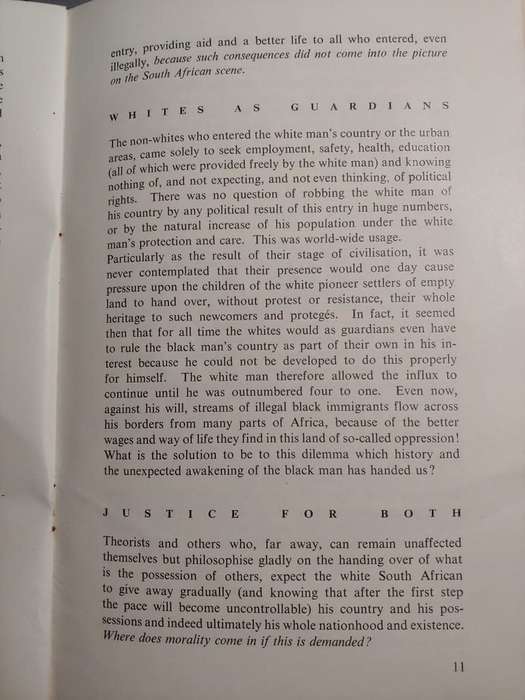 entry, providing aid and a better life to all who entered, even
illegally, because such consequences did not come into the picture
on the South African scene.
WHITES AS GUARDIANS
The non-whites who entered the white man's country or the urban
areas, came solely to seek employment, safety, health, education
(all of which were provided freely by the white man) and knowing
nothing of, and not expecting, and not even thinking, of political
rights. There was no question of robbing the white man of
his country by any political result of this entry in huge numbers,
or by the natural increase of his population under the white
man's protection and care. This was world-wide usage.
Particularly as the result of their stage of civilisation, it was
never contemplated that their presence would one day cause
pressure upon the children of the white pioneer settlers of empty
land to hand over, without protest or resistance, their whole
heritage to such newcomers and protegés. In fact, it seemed
then that for all time the whites would as guardians even have
to rule the black man's country as part of their own in his in-
terest because he could not be developed to do this properly
for himself. The white man therefore allowed the influx to
continue until he was outnumbered four to one. Even now,
against his will, streams of illegal black immigrants flow across
his borders from many parts of Africa, because of the better
wages and way of life they find in this land of so-called oppression!
What is the solution to be to this dilemma which history and
the unexpected awakening of the black man has handed us?
JUSTICE FOR BOTH
Theorists and others who, far away, can remain unaffected
themselves but philosophise gladly on the handing over of what
is the possession of others, expect the white South African
to give away gradually (and knowing that after the first step
the pace will become uncontrollable) his country and his pos-
sessions and indeed ultimately his whole nationhood and existence.
Where does morality come in if this is demanded?
11